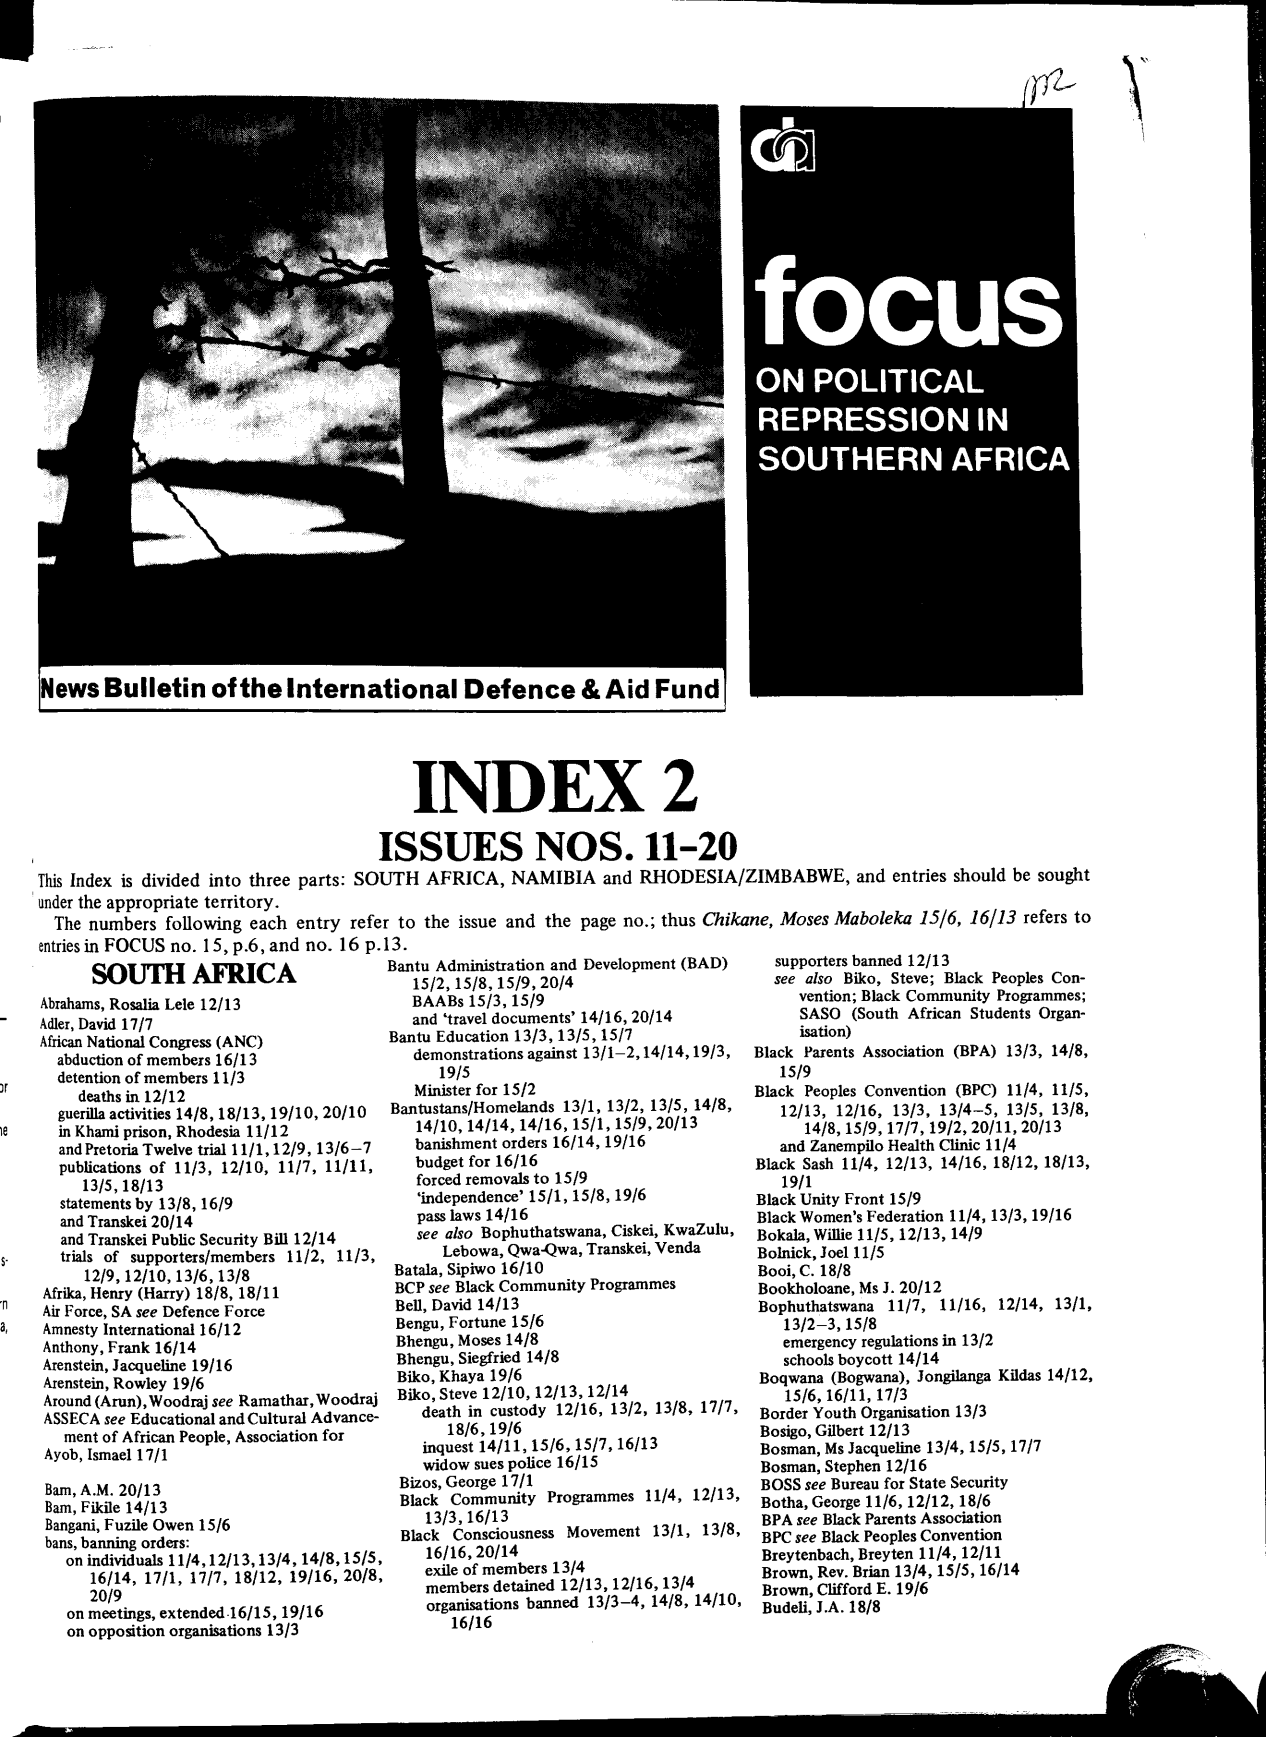 focus
ON POLITICAL
REPRESSION IN
SOUTHERN AFRICA
News Bulletin of the International Defence & Aid Fund
INDEX 2
ISSUES NOS. 11–20
This Index is divided into three parts: SOUTH AFRICA, NAMIBIA and RHODESIA/ZIMBABWE, and entries should be sought
under the appropriate territory.
The numbers following each entry refer to the issue and the page no.; thus Chikane, Moses Maboleka 15/6, 16/13 refers to
entries in FOCUS no. 15, p.6, and no. 16 p.13.
SOUTH AFRICA
Abrahams, Rosalia Lele 12/13
Adler, David 17/7
African National Congress (ANC)
abduction of members 16/13
detention of members 11/3
deaths in 12/12
guerilla activities 14/8, 18/13, 19/10, 20/10
in Khami prison, Rhodesia 11/12
and Pretoria Twelve trial 11/1, 12/9, 13/6–7
publications of 11/3, 12/10, 11/7, 11/11,
13/5, 18/13
statements by 13/8, 16/9
and Transkei 20/14
and Transkei Public Security Bill 12/14
trials of supporters/members 11/2, 11/3,
12/9, 12/10, 13/6, 13/8
Afrika, Henry (Harry) 18/8, 18/11
Air Force, SA see Defence Force
Amnesty International 16/12
Anthony, Frank 16/14
Arenstein, Jacqueline 19/16
Arenstein, Rowley 19/6
Around (Arun), Woodraj see Ramathar, Woodraj
ASSECA see Educational and Cultural Advance-
ment of African People, Association for
Ayob, Ismael 17/1
Bam, A.M. 20/13
Bam, Fikile 14/13
Bangani, Fuzile Owen 15/6
bans, banning orders:
on individuals 11/4, 12/13, 13/4, 14/8, 15/5,
16/14, 17/1, 17/7, 18/12, 19/16, 20/8,
20/9
on meetings, extended 16/15, 19/16
on opposition organisations 13/3
Bantu Administration and Development (BAD)
15/2, 15/8, 15/9, 20/4
BAABs 15/3, 15/9
and ‘travel documents’ 14/16, 20/14
Bantu Education 13/3, 13/5, 15/7
demonstrations against 13/1–2, 14/14, 19/3,
19/5
Minister for 15/2
Bantustans/Homelands 13/1, 13/2, 13/5, 14/8,
14/10, 14/14, 14/16, 15/1, 15/9, 20/13
banishment orders 16/14, 19/16
budget for 16/16
forced removals to 15/9
‘independence’ 15/1, 15/8, 19/6
pass laws 14/16
see also Bophuthatswana, Ciskei, KwaZulu,
Lebowa, Qwa-Qwa, Transkei, Venda
Batala, Sipiwo 16/10
BCP see Black Community Programmes
Bell, David 14/13
Bengu, Fortune 15/6
Bhengu, Moses 14/8
Bhengu, Siegfried 14/8
Biko, Khaya 19/6
Biko, Steve 12/10, 12/13, 12/14
death in custody 12/16, 13/2, 13/8, 17/7,
18/6, 19/6
inquest 14/11, 15/6, 15/7, 16/13
widow sues police 16/15
Bizos, George 17/1
Black Community Programmes 11/4, 12/13,
13/3, 16/13
Black Consciousness Movement 13/1, 13/8,
16/16, 20/14
exile of members 13/4
members detained 12/13, 12/16, 13/4
organisations banned 13/3–4, 14/8, 14/10,
16/16
supporters banned 12/13
see also Biko, Steve; Black Peoples Con-
vention; Black Community Programmes;
SASO (South African Students Organ-
isation)
Black Parents Association (BPA) 13/3, 14/8,
15/9
Black Peoples Convention (BPC) 11/4, 11/5,
12/13, 12/16, 13/3, 13/4–5, 13/5, 13/8,
14/8, 15/9, 17/7, 19/2, 20/11, 20/13
and Zanempilo Health Clinic 11/4
Black Sash 11/4, 12/13, 14/16, 18/12, 18/13,
19/1
Black Unity Front 15/9
Black Women's Federation 11/4, 13/3, 19/16
Bokala, Willie 11/5, 12/13, 14/9
Bolnick, Joel 11/5
Booi, C. 18/8
Bookholoane, Ms J. 20/12
Bophuthatswana 11/7, 11/16, 12/14, 13/1,
13/2–3, 15/8
emergency regulations in 13/2
schools boycott 14/14
Boqwana (Bogwana), Jongilanga Kildas 14/12,
15/6, 16/11, 17/3
Border Youth Organisation 13/3
Bosigo, Gilbert 12/13
Bosman, Ms Jacqueline 13/4, 15/5, 17/7
Bosman, Stephen 12/16
BOSS see Bureau for State Security
Botha, George 11/6, 12/12, 18/6
BPA see Black Parents Association
BPC see Black Peoples Convention
Breytenbach, Breyten 11/4, 12/11
Brown, Rev. Brian 13/4, 15/5, 16/14
Brown, Clifford E. 19/6
Budeli, J.A. 18/8